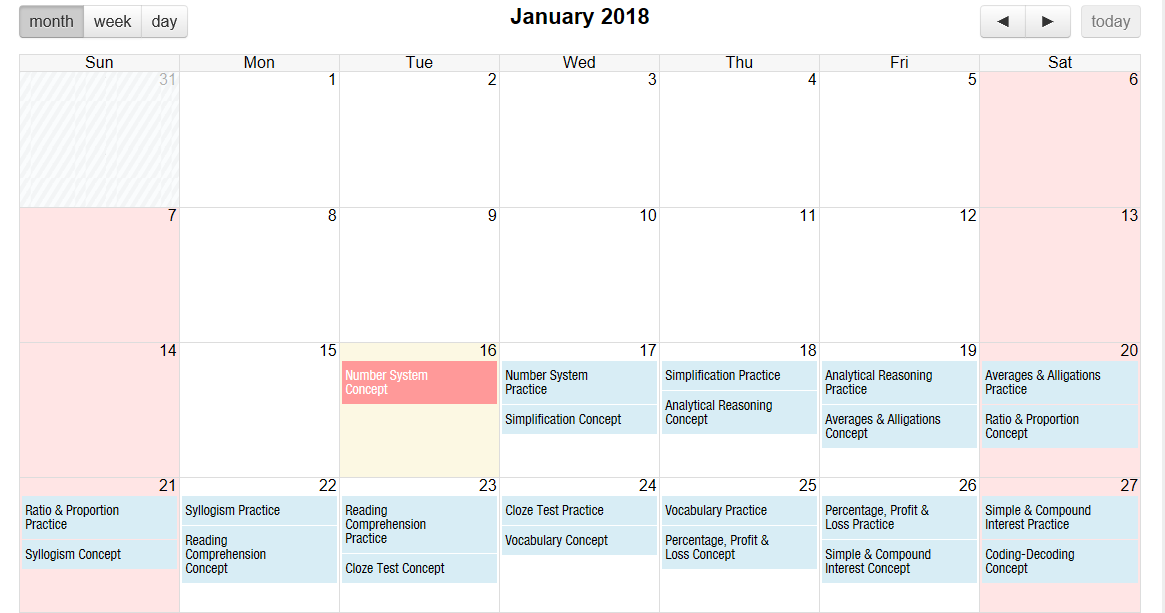 month week day
January 2018
◀ ▶ today
Sun Mon Tue Wed Thu Fri Sat
31 1 2 3 4 5 6
7 8 9 10 11 12 13
14 15 16 17 18 19 20
Number System
Concept
Number System
Practice
Simplification Concept
Simplification Practice
Analytical Reasoning
Concept
Analytical Reasoning
Practice
Averages & Alligations
Concept
Averages & Alligations
Practice
Ratio & Proportion
Concept
21 22 23 24 25 26 27
Ratio & Proportion
Practice
Syllogism Concept
Syllogism Practice
Reading
Comprehension
Concept
Reading
Comprehension
Practice
Cloze Test Concept
Cloze Test Practice
Vocabulary Concept
Vocabulary Practice
Percentage, Profit &
Loss Concept
Percentage, Profit &
Loss Practice
Simple & Compound
Interest Concept
Simple & Compound
Interest Practice
Coding-Decoding
Concept